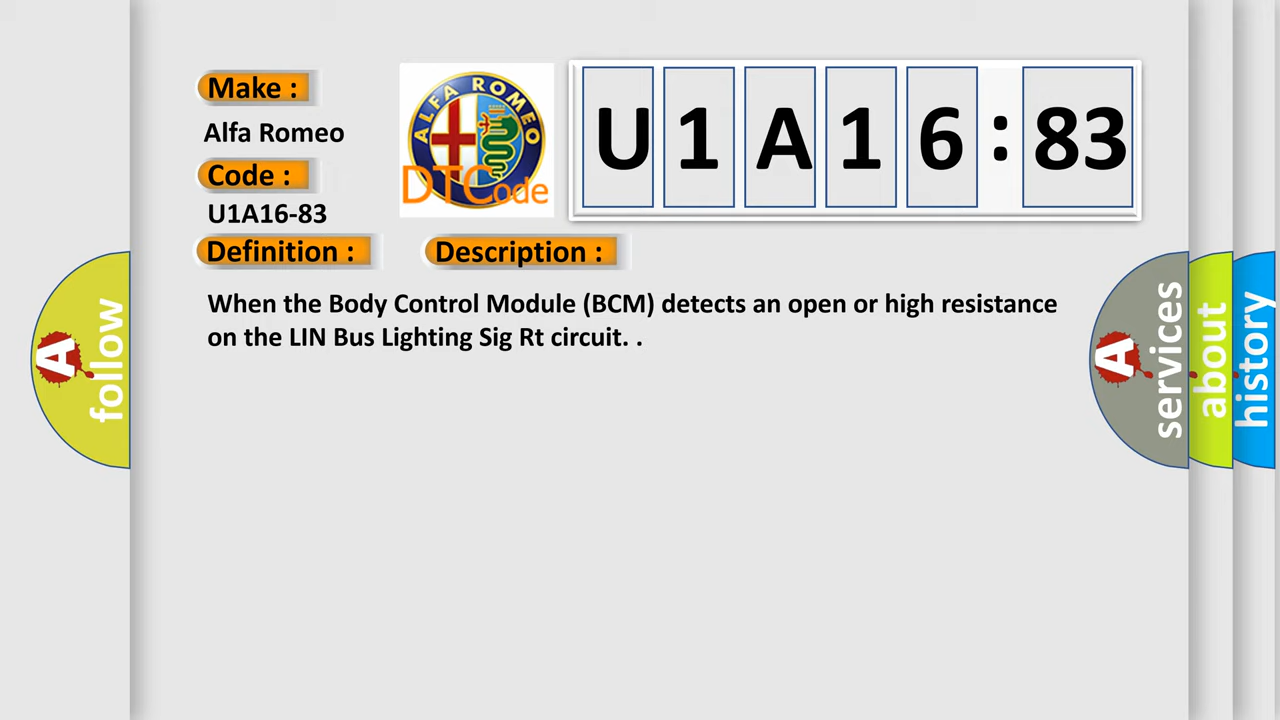 Make :
Alfa Romeo
Code :
U1A16-83
Definition :
Description :
When the Body Control Module (BCM) detects an open or high resistance
on the LIN Bus Lighting Sig Rt circuit. .
ALFA ROMEO
DTCode
U1A16:83
A follow
A services
about
history